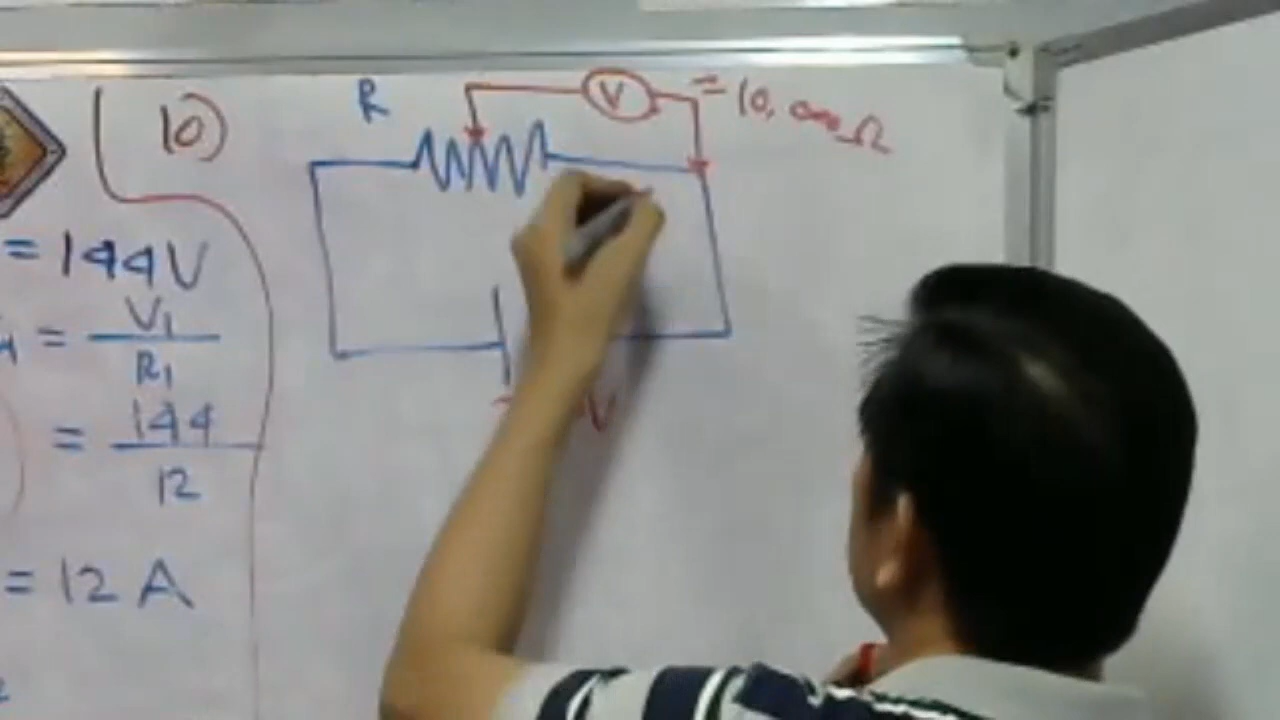 10)
R
V
= 10,000 Ω
= 144V
= V1
R1
= 144
12
= 12 A
V